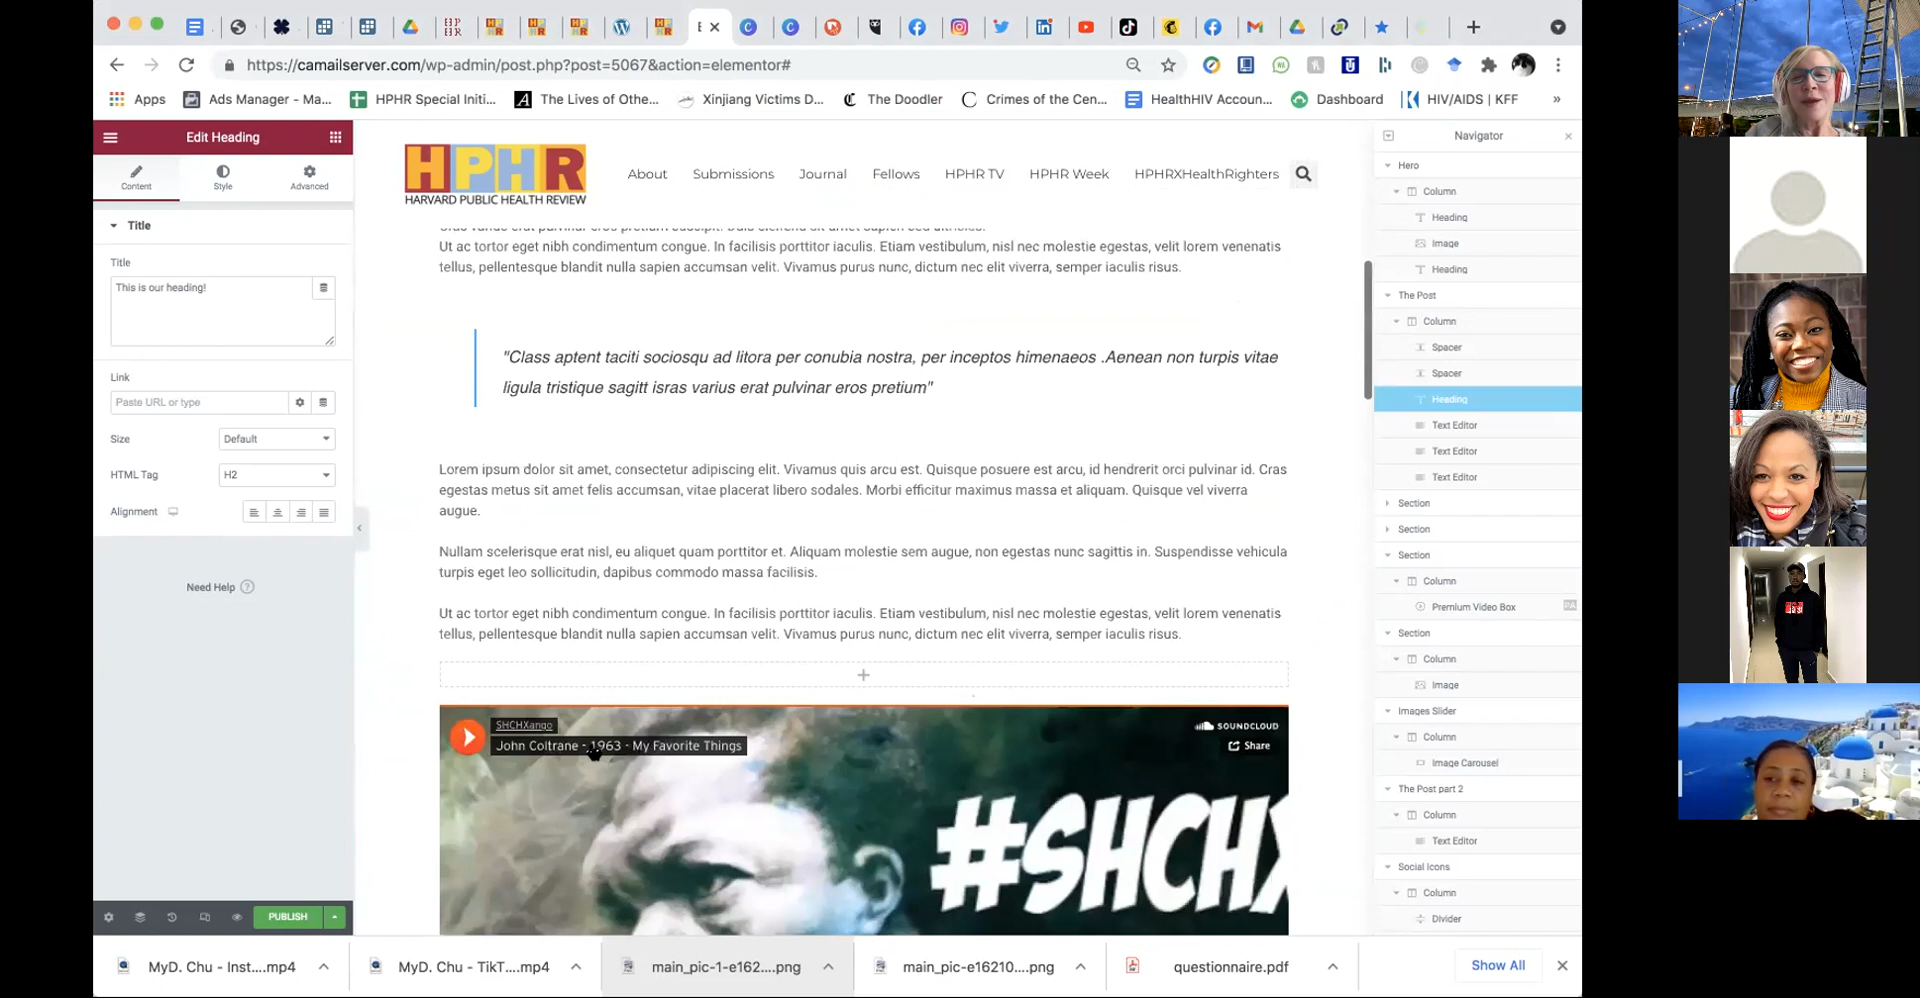 https://camailserver.com/wp-admin/post.php?post=5067&action=elementor#
Apps
Ads Manager - Ma...
HPHR Special Initi...
The Lives of Othe...
Xinjiang Victims D...
The Doodler
Crimes of the Cen...
HealthHIV Accoun...
Dashboard
HIV/AIDS | KFF
»
Edit Heading
Content
Style
Advanced
Title
Title
This is our heading!
Link
Paste URL or type
Size
Default
HTML Tag
H2
Alignment
Need Help
PUBLISH
HPHR
HARVARD PUBLIC HEALTH REVIEW
About
Submissions
Journal
Fellows
HPHR TV
HPHR Week
HPHRXHealthRighters
Ut ac tortor eget nibh condimentum congue. In facilisis porttitor iaculis. Etiam vestibulum, nisl nec molestie egestas, velit lorem venenatis
tellus, pellentesque blandit nulla sapien accumsan velit. Vivamus purus nunc, dictum nec elit viverra, semper iaculis risus.
"Class aptent taciti sociosqu ad litora per conubia nostra, per inceptos himenaeos .Aenean non turpis vitae
ligula tristique sagitt isras varius erat pulvinar eros pretium"
Lorem ipsum dolor sit amet, consectetur adipiscing elit. Vivamus quis arcu est. Quisque posuere est arcu, id hendrerit orci pulvinar id. Cras
egestas metus sit amet felis accumsan, vitae placerat libero sodales. Morbi efficitur maximus massa et aliquam. Quisque vel viverra
augue.
Nullam scelerisque erat nisl, eu aliquet quam porttitor et. Aliquam molestie sem augue, non egestas nunc sagittis in. Suspendisse vehicula
turpis eget leo sollicitudin, dapibus commodo massa facilisis.
Ut ac tortor eget nibh condimentum congue. In facilisis porttitor iaculis. Etiam vestibulum, nisl nec molestie egestas, velit lorem venenatis
tellus, pellentesque blandit nulla sapien accumsan velit. Vivamus purus nunc, dictum nec elit viverra, semper iaculis risus.
SHCHXango
John Coltrane - 1963 - My Favorite Things
SOUNDCLOUD
Share
#SHCHX
Navigator
Hero
Column
Heading
Image
Heading
The Post
Column
Spacer
Spacer
Heading
Text Editor
Text Editor
Text Editor
Section
Section
Section
Column
Premium Video Box
PA
Section
Column
Image
Images Slider
Column
Image Carousel
The Post part 2
Column
Text Editor
Social Icons
Column
Divider
MyD. Chu - Inst....mp4
MyD. Chu - TikT....mp4
main_pic-1-e162....png
main_pic-e16210....png
questionnaire.pdf
Show All